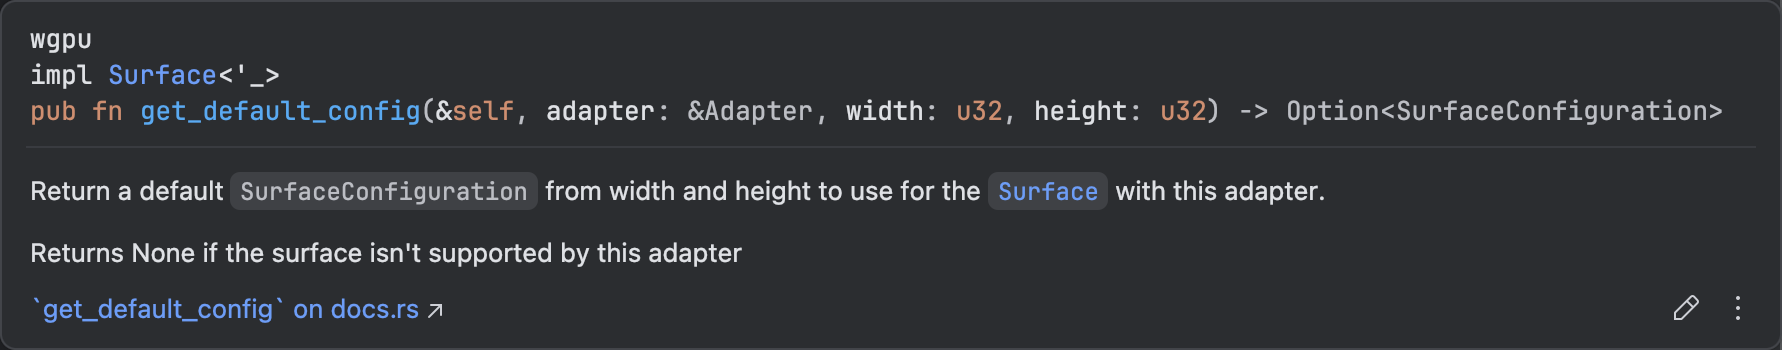 wgpu
impl Surface<'_>
pub fn get_default_config(&self, adapter: &Adapter, width: u32, height: u32) -> Option<SurfaceConfiguration>
Return a default SurfaceConfiguration from width and height to use for the Surface with this adapter.
Returns None if the surface isn't supported by this adapter
`get_default_config` on docs.rs ↗